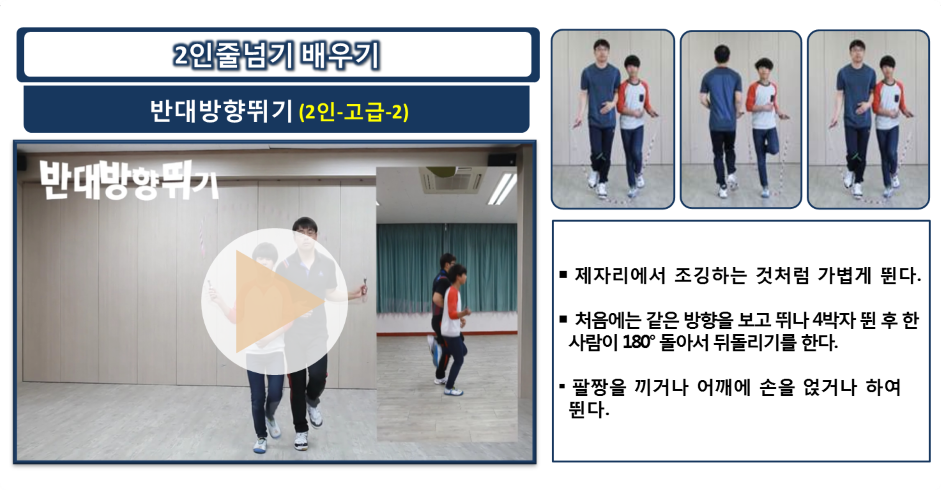 2인줄넘기 배우기
반대방향뛰기 (2인-고급-2)
반대방향뛰기
▪ 제자리에서 조깅하는 것처럼 가볍게 뛴다.
▪ 처음에는 같은 방향을 보고 뛰나 4박자 뛴 후 한
사람이 180° 돌아서 뒤돌리기를 한다.
▪ 팔짱을 끼거나 어깨에 손을 얹거나 하여
뛴다.